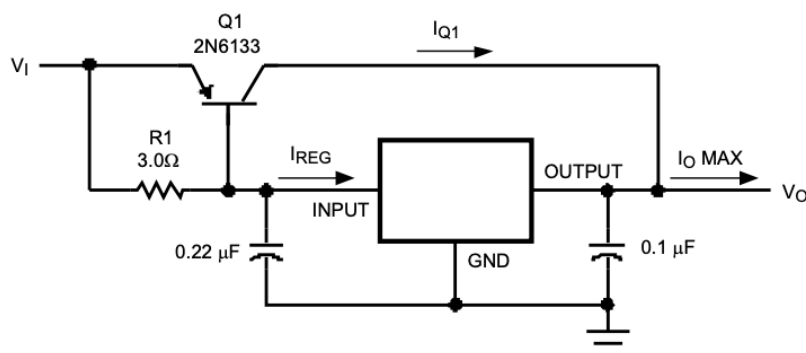 Q1
2N6133
I_Q1
V_I
R1
3.0Ω
I_REG
OUTPUT
I_O MAX
INPUT
V_O
GND
0.22 μF
0.1 μF